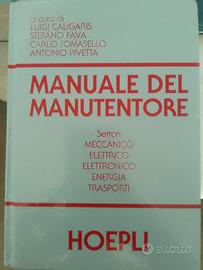 a cura di
LUIGI CALIGARIS
STEFANO FAVA
CARLO TOMASELLO
ANTONIO PIVETTA
MANUALE DEL
MANUTENTORE
Settori
MECCANICO
ELETTRICO
ELETTRONICO
ENERGIA
TRASPORTI
HOEPLI
subito